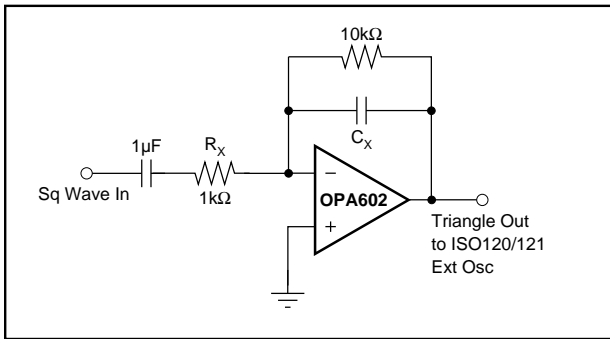 10kΩ
C_X
1µF
R_X
1kΩ
Sq Wave In
–
OPA602
+
Triangle Out
to ISO120/121
Ext Osc